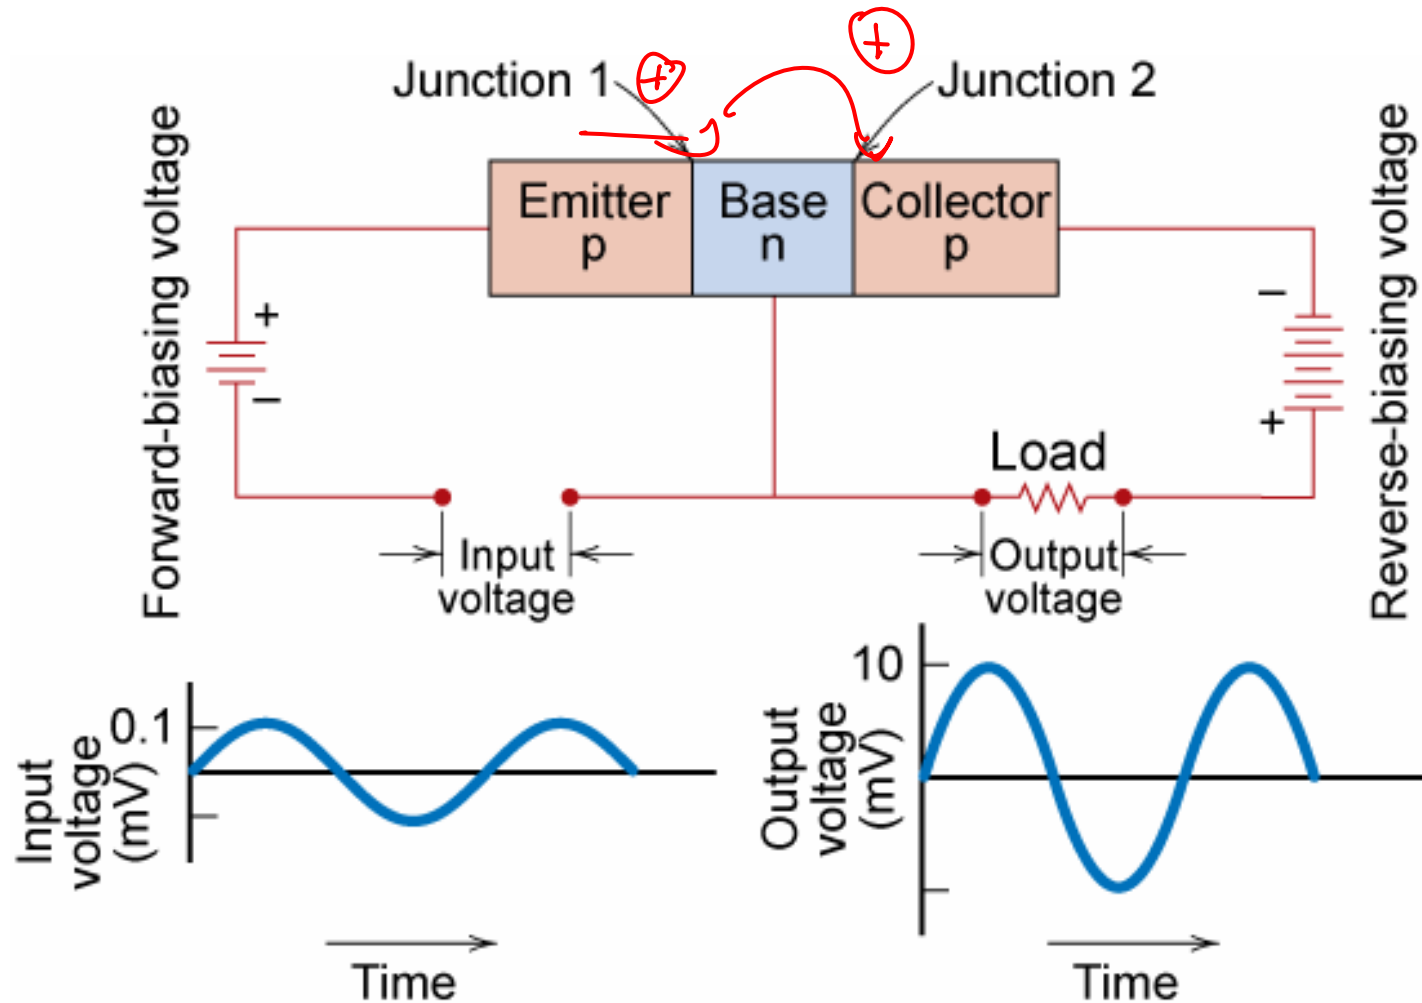 Junction 1
+
+
Junction 2
Forward-biasing voltage
Emitter
p
Base
n
Collector
p
Reverse-biasing voltage
+
−
−
+
Load
Input
voltage
Output
voltage
Input
voltage
(mV)
0.1
Time
Output
voltage
(mV)
10
Time